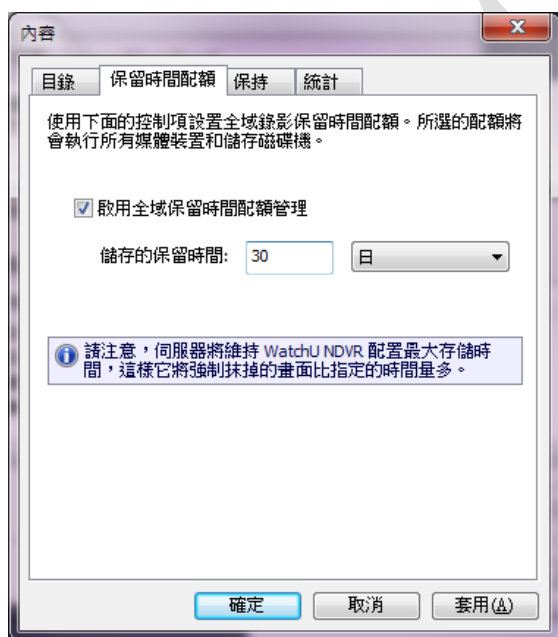 內容
目錄 保留時間配額 保持 統計
使用下面的控制項設置全域錄影保留時間配額。所選的配額將
會執行所有媒體裝置和儲存磁碟機。
啟用全域保留時間配額管理
儲存的保留時間: 30 日
請注意，伺服器將維持 WatchU NDVR 配置最大存儲時
間，這樣它將強制抹掉的畫面比指定的時間量多。
確定 取消 套用(A)